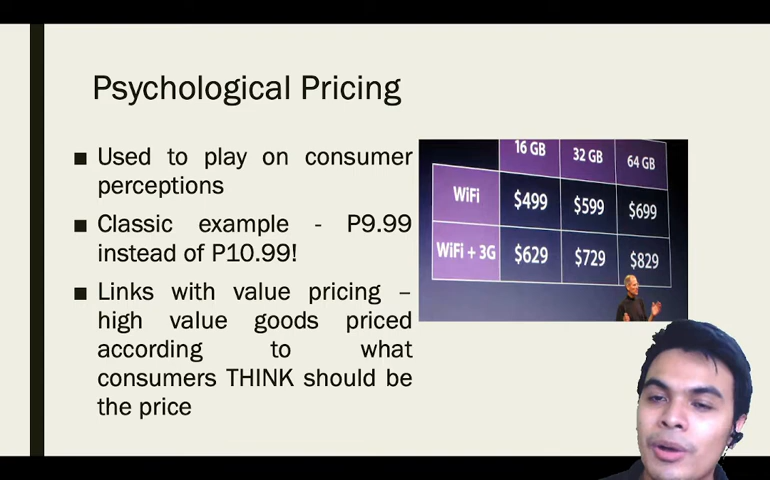 Psychological Pricing
■ Used to play on consumer
perceptions
■ Classic example - P9.99
instead of P10.99!
■ Links with value pricing –
high value goods priced
according to what
consumers THINK should be
the price
16 GB 32 GB 64 GB
WiFi $499 $599 $699
WiFi + 3G $629 $729 $829